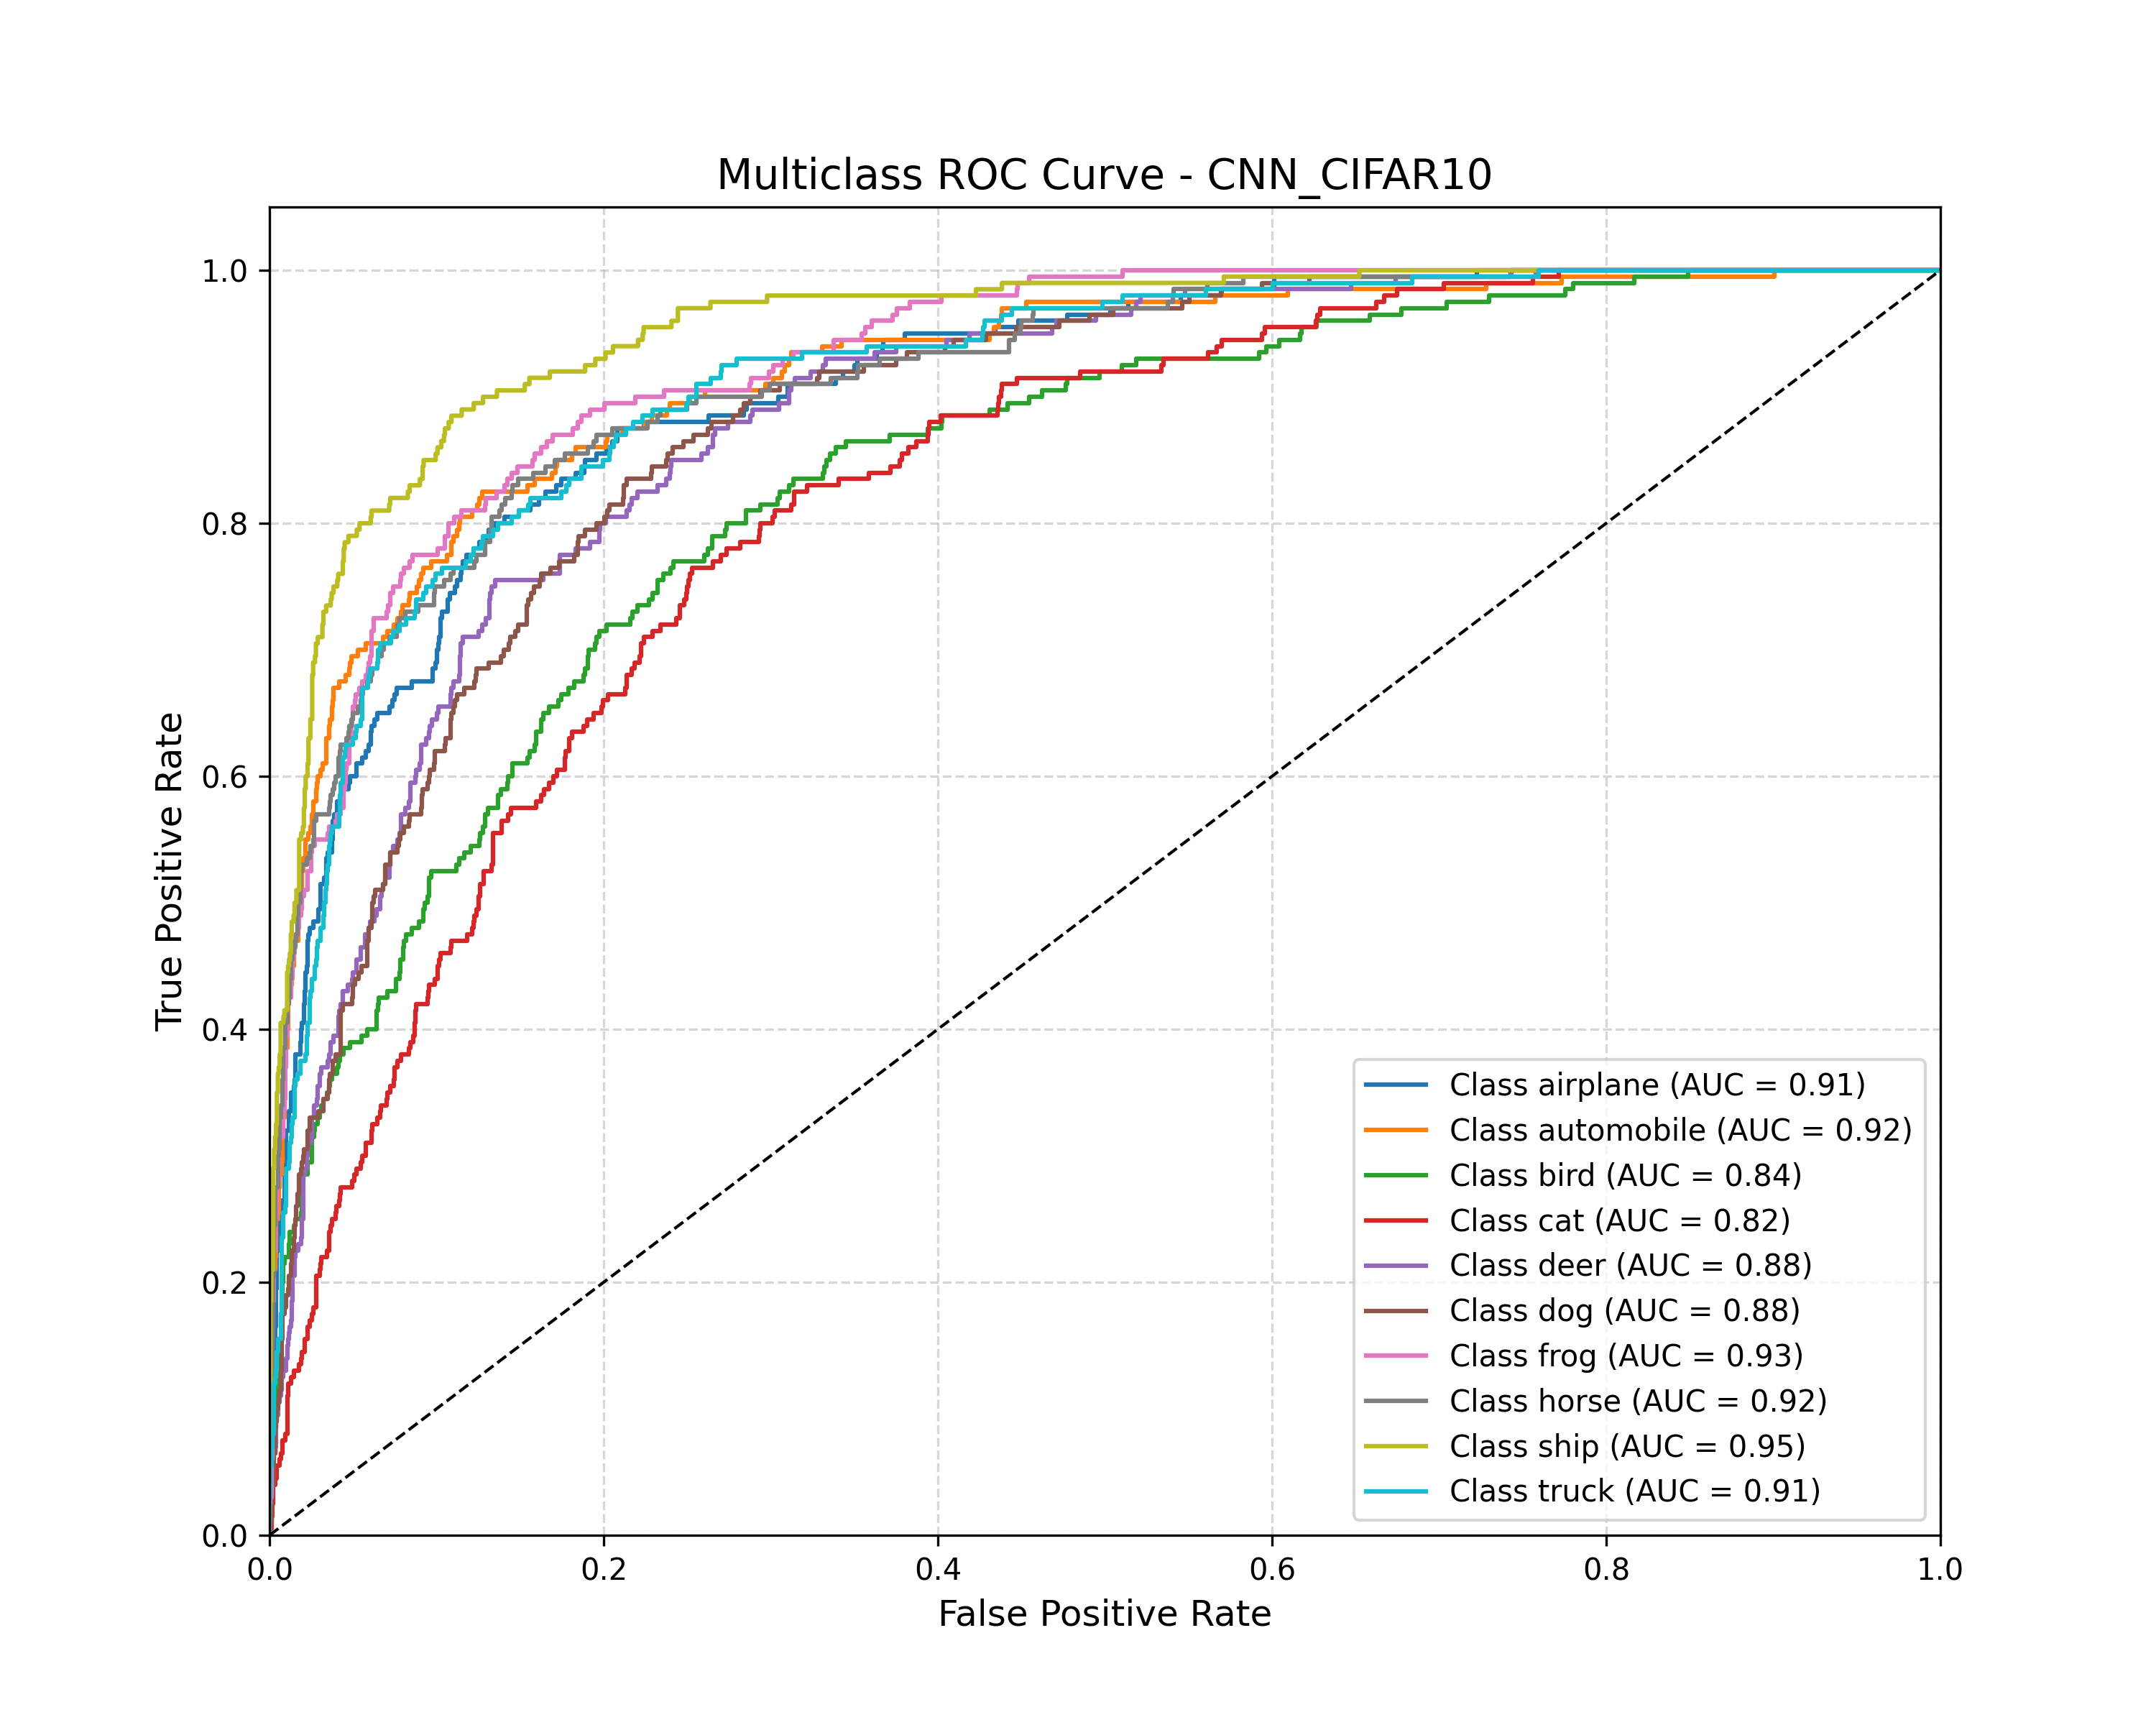 Multiclass ROC Curve - CNN_CIFAR10
True Positive Rate
1.0
0.8
0.6
0.4
0.2
0.0
0.0 0.2 0.4 0.6 0.8 1.0
False Positive Rate
Class airplane (AUC = 0.91)
Class automobile (AUC = 0.92)
Class bird (AUC = 0.84)
Class cat (AUC = 0.82)
Class deer (AUC = 0.88)
Class dog (AUC = 0.88)
Class frog (AUC = 0.93)
Class horse (AUC = 0.92)
Class ship (AUC = 0.95)
Class truck (AUC = 0.91)